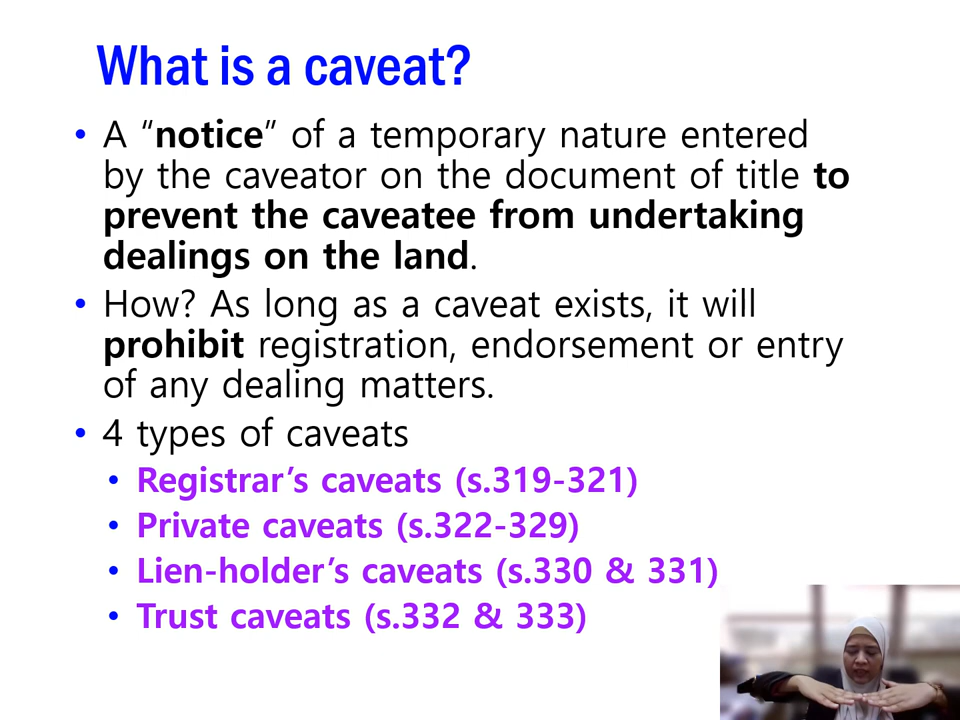 What is a caveat?
• A “notice” of a temporary nature entered
by the caveator on the document of title to
prevent the caveatee from undertaking
dealings on the land.
• How? As long as a caveat exists, it will
prohibit registration, endorsement or entry
of any dealing matters.
• 4 types of caveats
• Registrar’s caveats (s.319-321)
• Private caveats (s.322-329)
• Lien-holder’s caveats (s.330 & 331)
• Trust caveats (s.332 & 333)